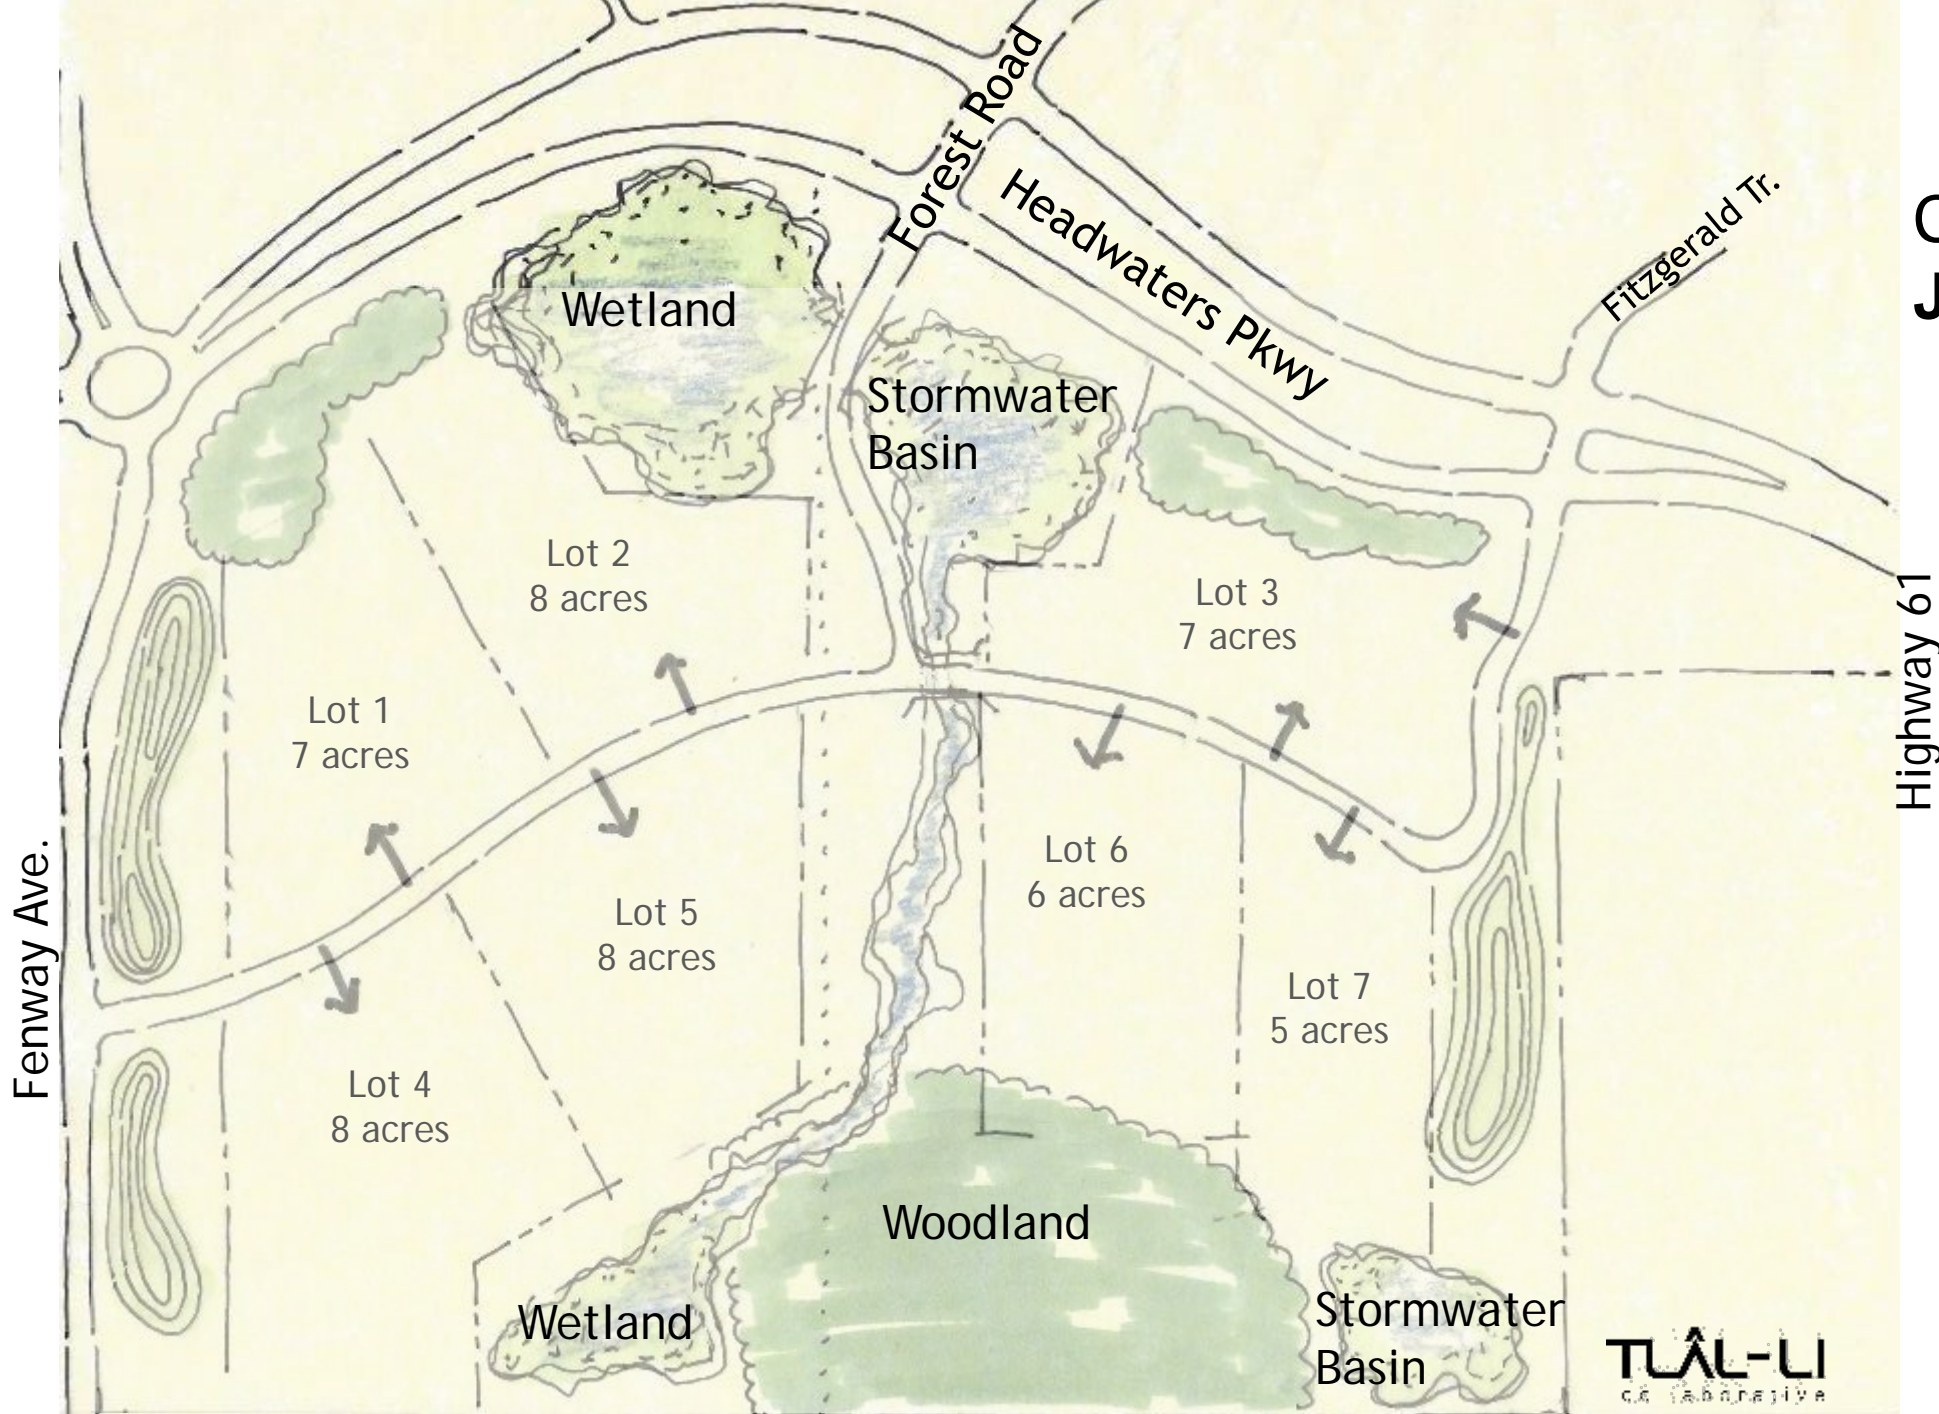 Forest Road
Headwaters Pkwy
Fitzgerald Tr.
C
J
Wetland
Stormwater
Basin
Lot 2
8 acres
Lot 3
7 acres
Highway 61
Lot 1
7 acres
Fenway Ave.
Lot 6
6 acres
Lot 5
8 acres
Lot 7
5 acres
Lot 4
8 acres
Woodland
Wetland
Stormwater
Basin
TLÂL-LI